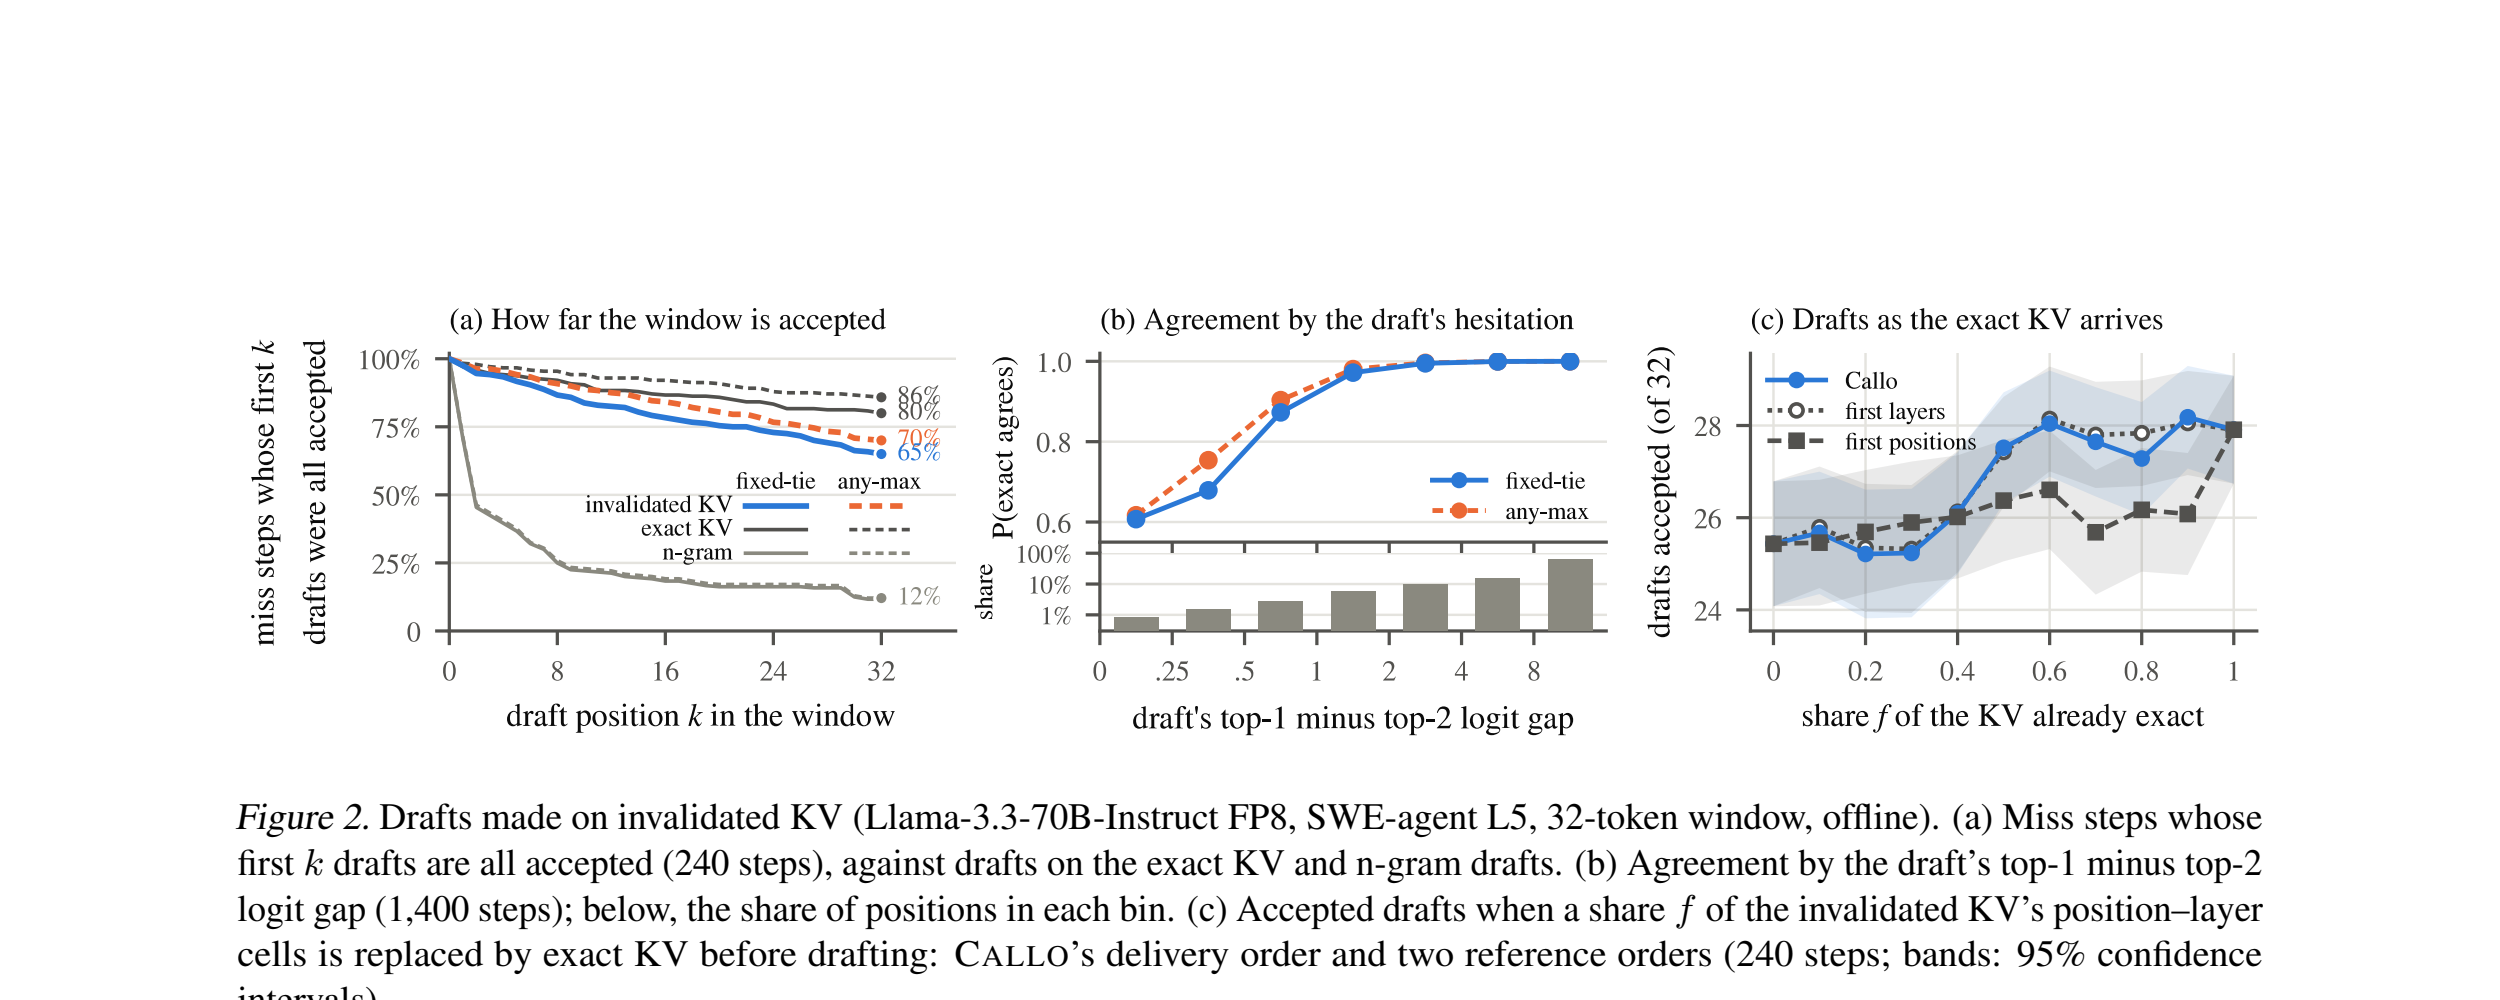 (a) How far the window is accepted
miss steps whose first k
drafts were all accepted
100%
75%
50%
25%
0
86%
80%
70%
65%
12%
fixed-tie any-max
invalidated KV
exact KV
n-gram
0 8 16 24 32
draft position k in the window
(b) Agreement by the draft's hesitation
P(exact agrees)
1.0
0.8
0.6
fixed-tie
any-max
share
100%
10%
1%
0 .25 .5 1 2 4 8
draft's top-1 minus top-2 logit gap
(c) Drafts as the exact KV arrives
drafts accepted (of 32)
28
26
24
Callo
first layers
first positions
0 0.2 0.4 0.6 0.8 1
share f of the KV already exact
Figure 2. Drafts made on invalidated KV (Llama-3.3-70B-Instruct FP8, SWE-agent L5, 32-token window, offline). (a) Miss steps whose
first k drafts are all accepted (240 steps), against drafts on the exact KV and n-gram drafts. (b) Agreement by the draft's top-1 minus top-2
logit gap (1,400 steps); below, the share of positions in each bin. (c) Accepted drafts when a share f of the invalidated KV's position–layer
cells is replaced by exact KV before drafting: CALLO's delivery order and two reference orders (240 steps; bands: 95% confidence
intervals).